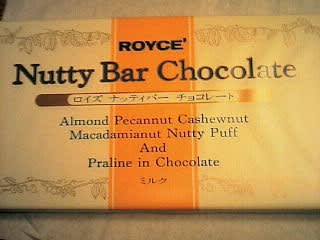 ROYCE'
Nutty Bar Chocolate
ロイズ ナッティバー チョコレート
Almond Pecannut Cashewnut
Macadamianut Nutty Puff
And
Praline in Chocolate
ミルク